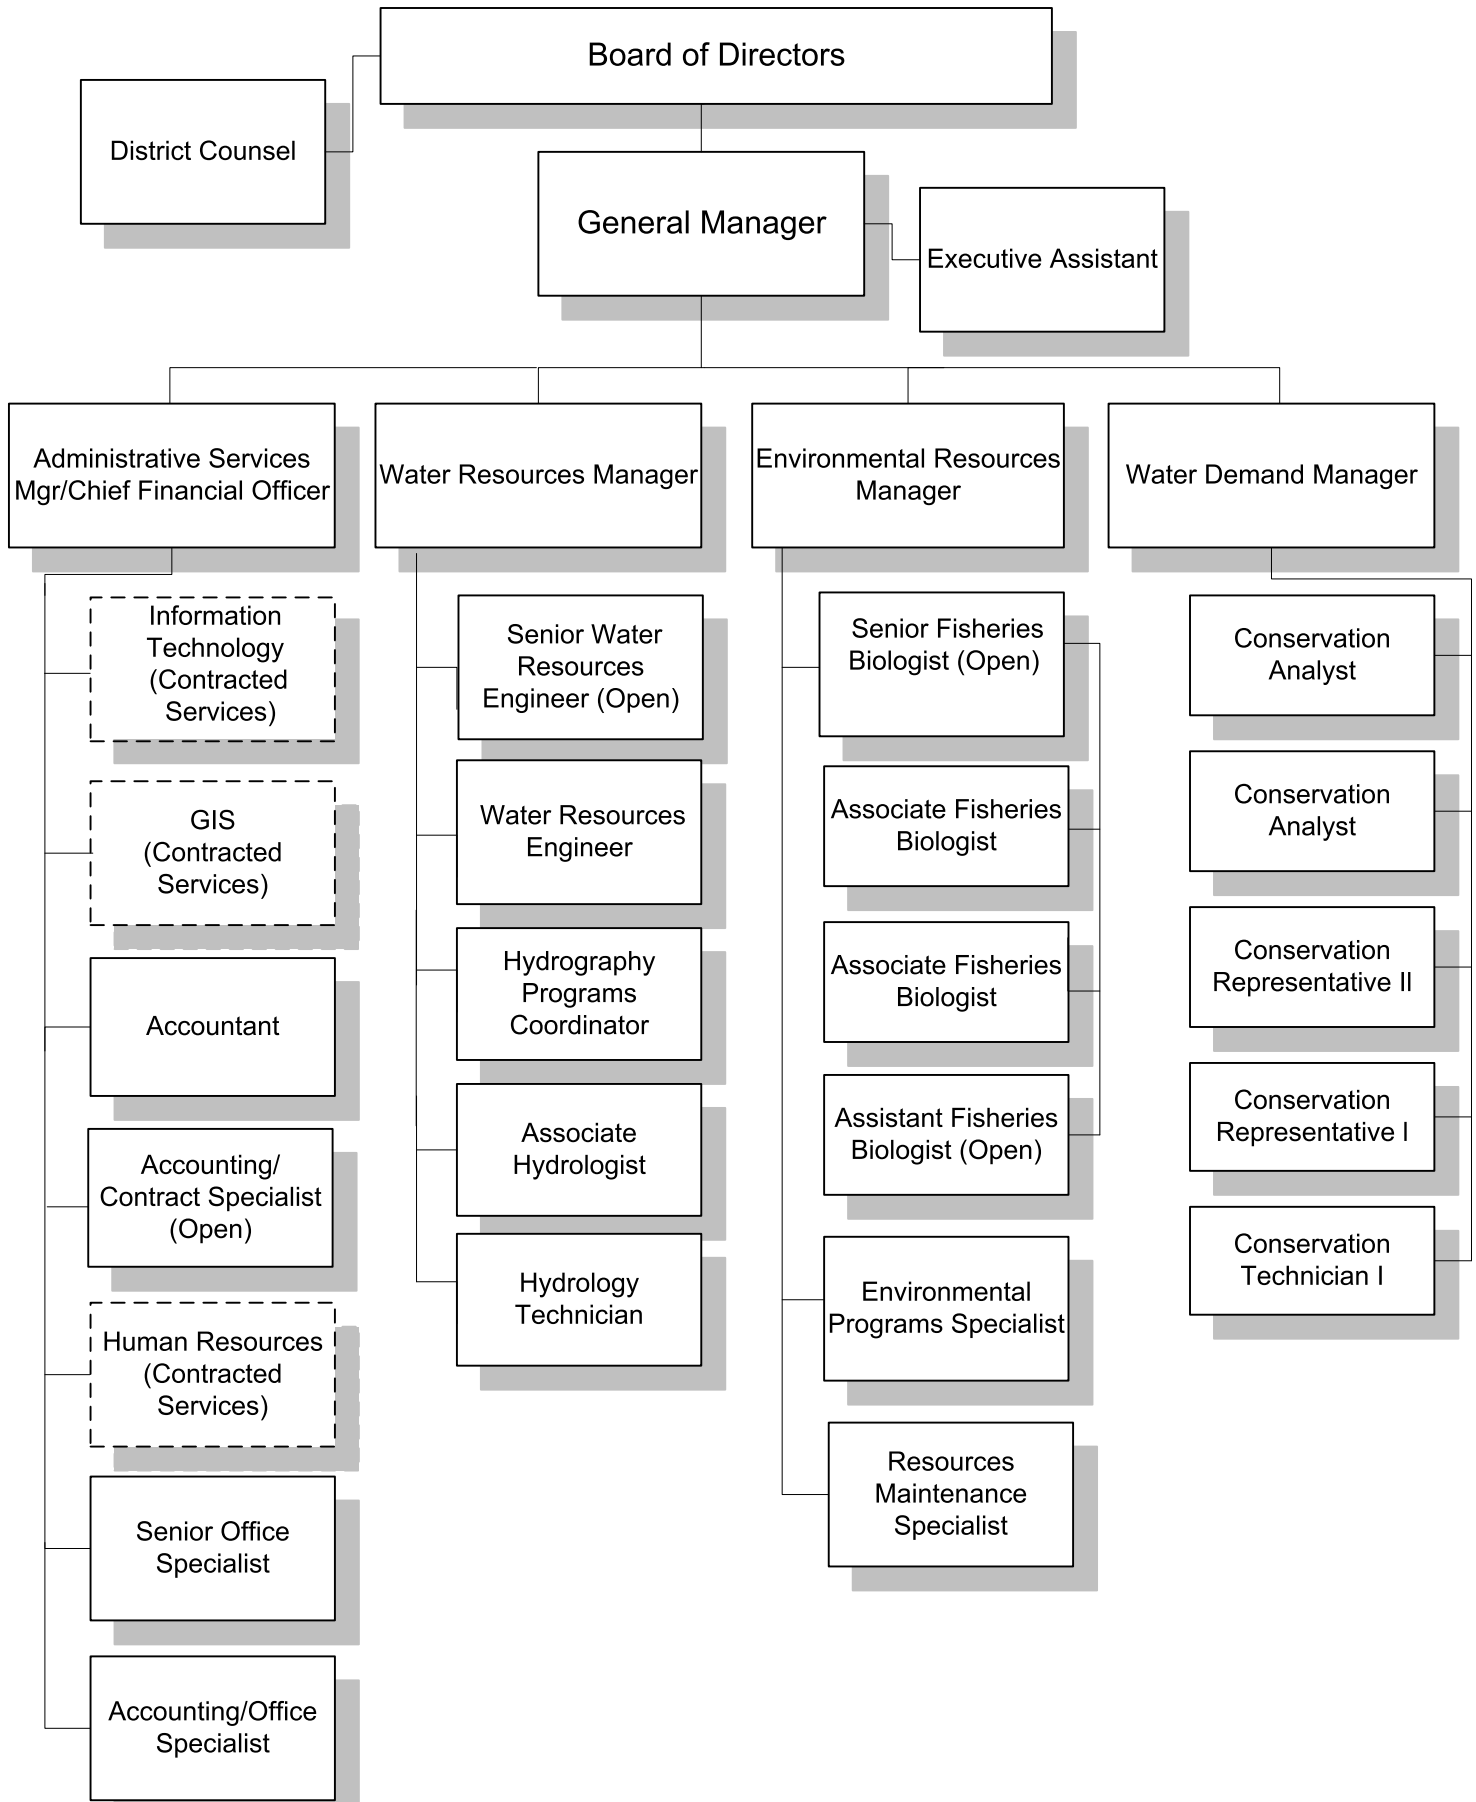 Board of Directors
District Counsel
General Manager
Executive Assistant
Administrative Services
Mgr/Chief Financial Officer
Water Resources Manager
Environmental Resources
Manager
Water Demand Manager
Information
Technology
(Contracted
Services)
GIS
(Contracted
Services)
Accountant
Accounting/
Contract Specialist
(Open)
Human Resources
(Contracted
Services)
Senior Office
Specialist
Accounting/Office
Specialist
Senior Water
Resources
Engineer (Open)
Water Resources
Engineer
Hydrography
Programs
Coordinator
Associate
Hydrologist
Hydrology
Technician
Senior Fisheries
Biologist (Open)
Associate Fisheries
Biologist
Associate Fisheries
Biologist
Assistant Fisheries
Biologist (Open)
Environmental
Programs Specialist
Resources
Maintenance
Specialist
Conservation
Analyst
Conservation
Analyst
Conservation
Representative II
Conservation
Representative I
Conservation
Technician I